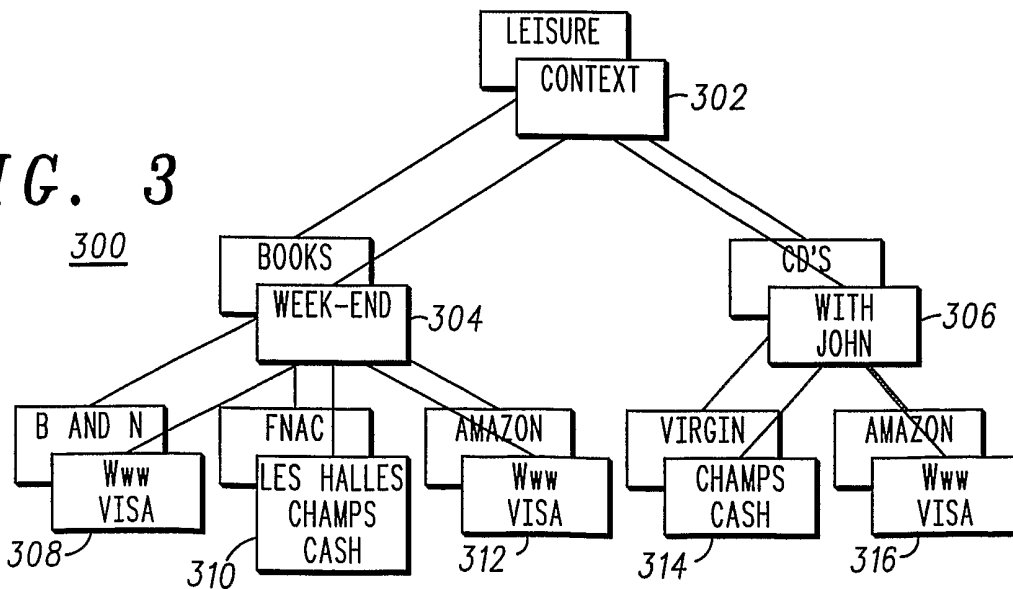 LEISURE
CONTEXT
302
IG. 3
300
BOOKS
WEEK-END
304
CD'S
WITH
JOHN
306
B AND N
Www
VISA
308
FNAC
LES HALLES
CHAMPS
CASH
310
AMAZON
Www
VISA
312
VIRGIN
CHAMPS
CASH
314
AMAZON
Www
VISA
316